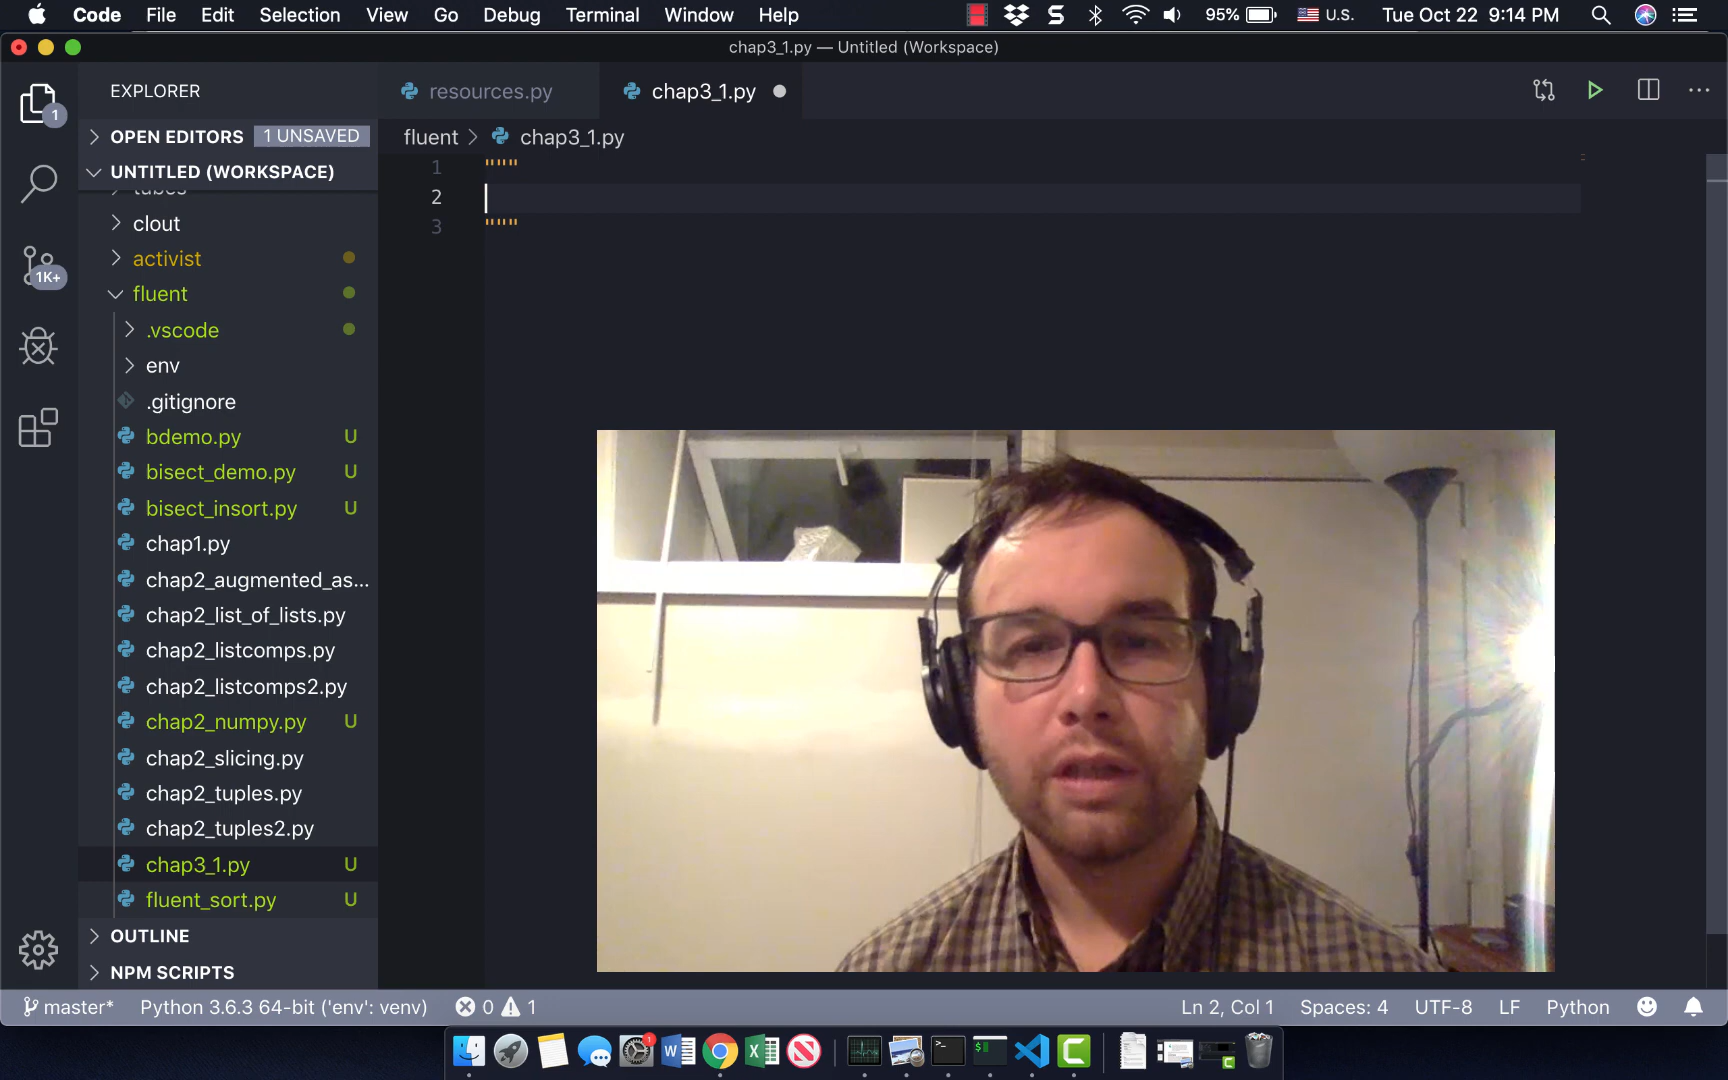 Code File Edit Selection View Go Debug Terminal Window Help 95% U.S. Tue Oct 22 9:14 PM
chap3_1.py — Untitled (Workspace)
EXPLORER
resources.py
chap3_1.py
1
OPEN EDITORS 1 UNSAVED
fluent > chap3_1.py
UNTITLED (WORKSPACE)
1 """
2
3 """
tubes
clout
activist
1K+
fluent
.vscode
env
.gitignore
bdemo.py U
bisect_demo.py U
bisect_insort.py U
chap1.py
chap2_augmented_as...
chap2_list_of_lists.py
chap2_listcomps.py
chap2_listcomps2.py
chap2_numpy.py U
chap2_slicing.py
chap2_tuples.py
chap2_tuples2.py
chap3_1.py U
fluent_sort.py U
OUTLINE
NPM SCRIPTS
master* Python 3.6.3 64-bit ('env': venv) 0 1 Ln 2, Col 1 Spaces: 4 UTF-8 LF Python
1